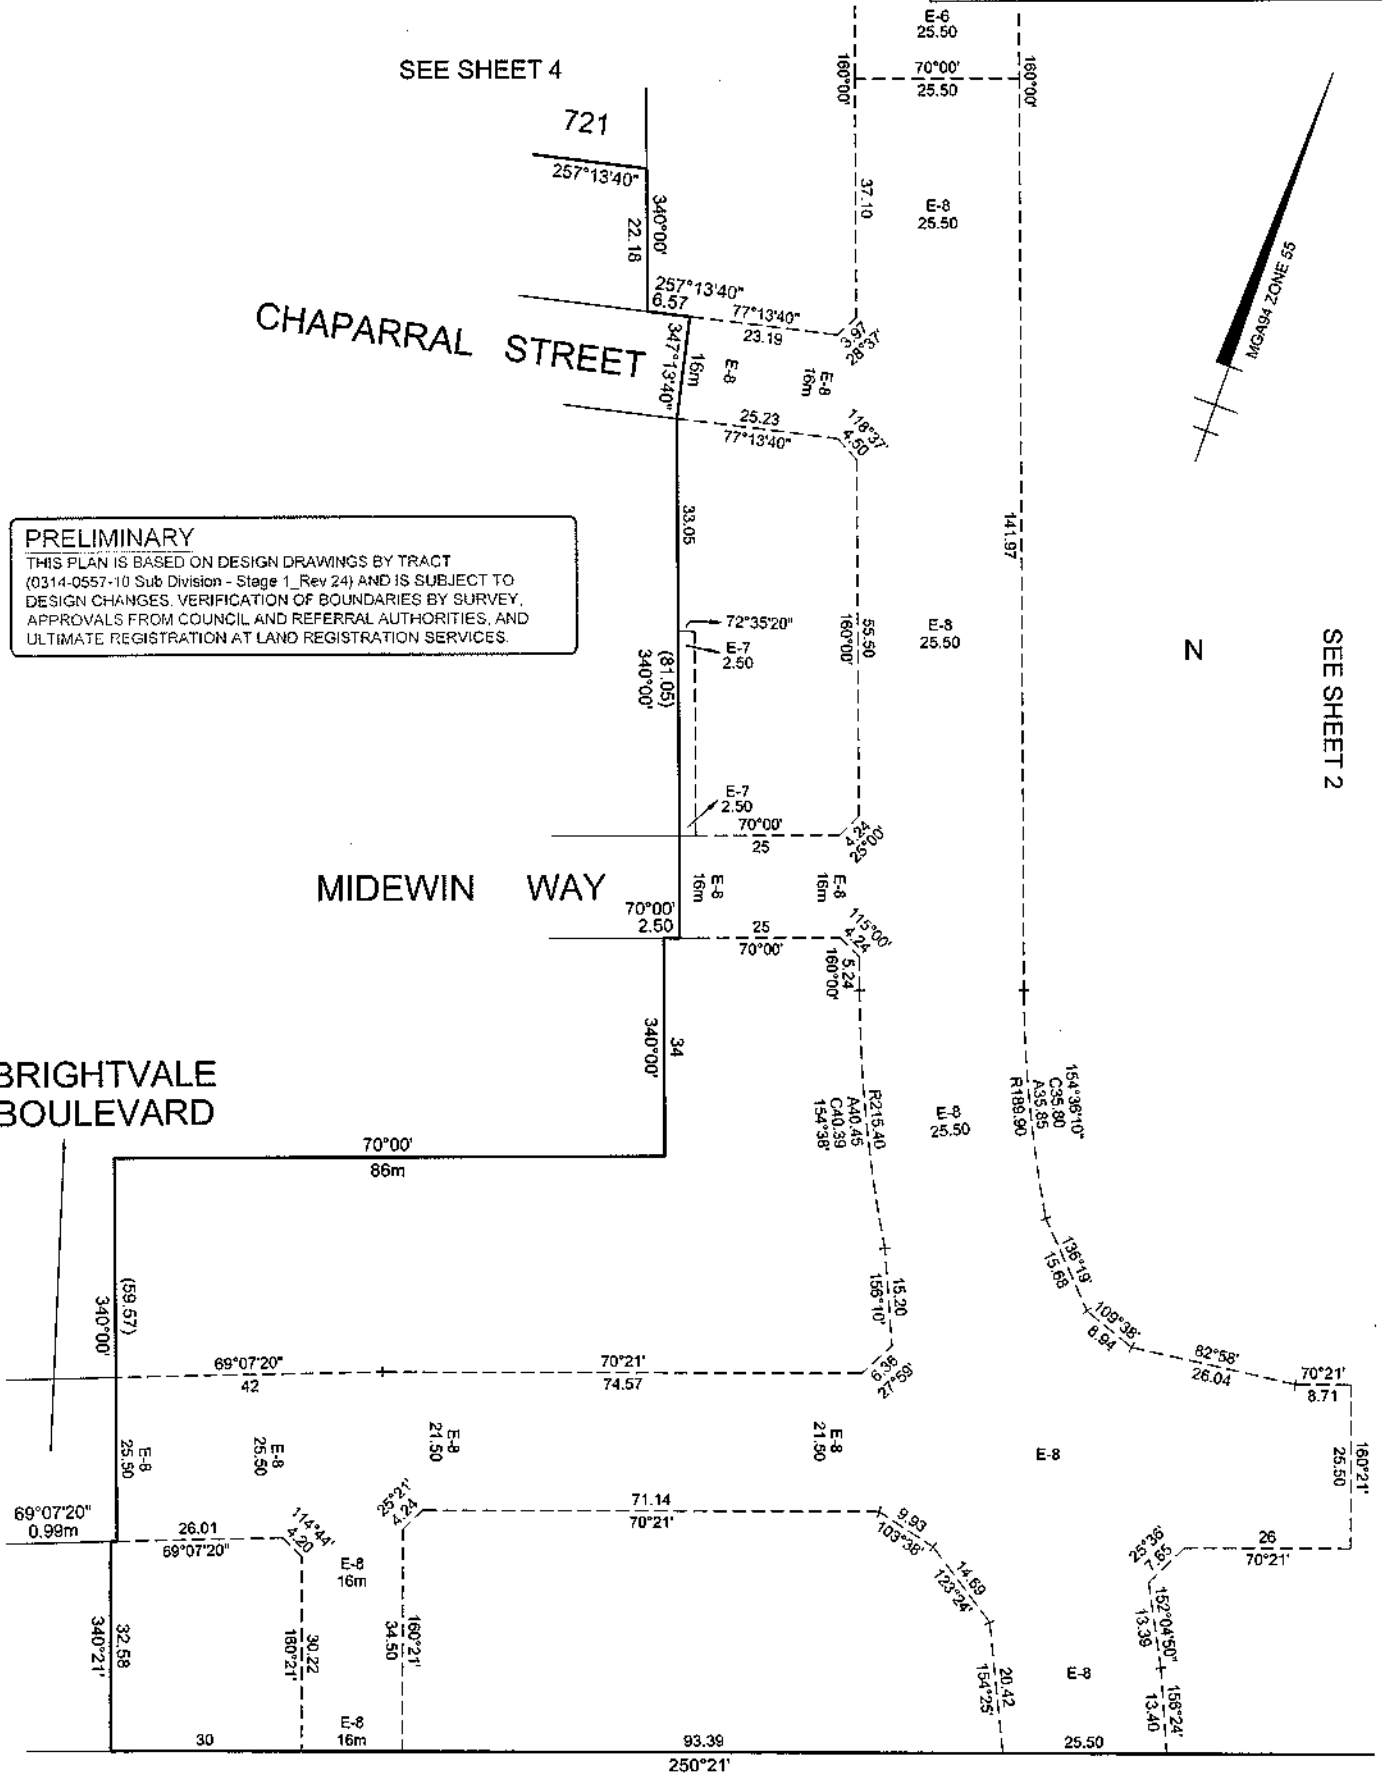 E-6
25.50
SEE SHEET 4
160°00'
70°00'
25.50
160°00'
721
257°13'40"
340°00'
22.18
37.10
E-8
25.50
MGA94 ZONE 55
257°13'40"
6.57
77°13'40"
23.19
3.97
28°37'
CHAPARRAL STREET
347°13'40"
16m
E-8
E-8
16m
25.23
77°13'40"
118°37'
4.50
33.05
141.97
PRELIMINARY
THIS PLAN IS BASED ON DESIGN DRAWINGS BY TRACT
(0314-0557-10 Sub Division - Stage 1_Rev 24) AND IS SUBJECT TO
DESIGN CHANGES, VERIFICATION OF BOUNDARIES BY SURVEY,
APPROVALS FROM COUNCIL AND REFERRAL AUTHORITIES, AND
ULTIMATE REGISTRATION AT LAND REGISTRATION SERVICES.
72°35'20"
E-7
2.50
(81.05)
340°00'
55.50
160°00'
E-8
25.50
N
SEE SHEET 2
E-7
2.50
70°00'
25
4.24
25°00'
MIDEWIN WAY
E-8
16m
E-8
16m
70°00'
2.50
25
70°00'
115°00'
4.24
5.24
160°00'
34
340°00'
BRIGHTVALE
BOULEVARD
R215.40
A40.45
C40.39
154°38'
E-8
25.50
154°36'10"
C35.80
A35.85
R189.90
70°00'
86m
136°19'
15.68
(59.57)
340°00'
15.20
156°10'
109°38'
8.94
82°58'
26.04
70°21'
8.71
69°07'20"
42
70°21'
74.57
6.36
27°59'
E-8
25.50
E-8
25.50
E-8
21.50
E-8
21.50
E-8
160°21'
25.50
69°07'20"
0.99m
26.01
69°07'20"
114°44'
4.20
25°21'
4.24
71.14
70°21'
9.93
103°38'
25°36'
7.65
26
70°21'
E-8
16m
14.69
123°24'
152°04'50"
13.39
32.58
340°21'
30.22
160°21'
160°21'
34.50
20.42
154°25'
E-8
156°24'
13.40
30
E-8
16m
93.39
250°21'
25.50